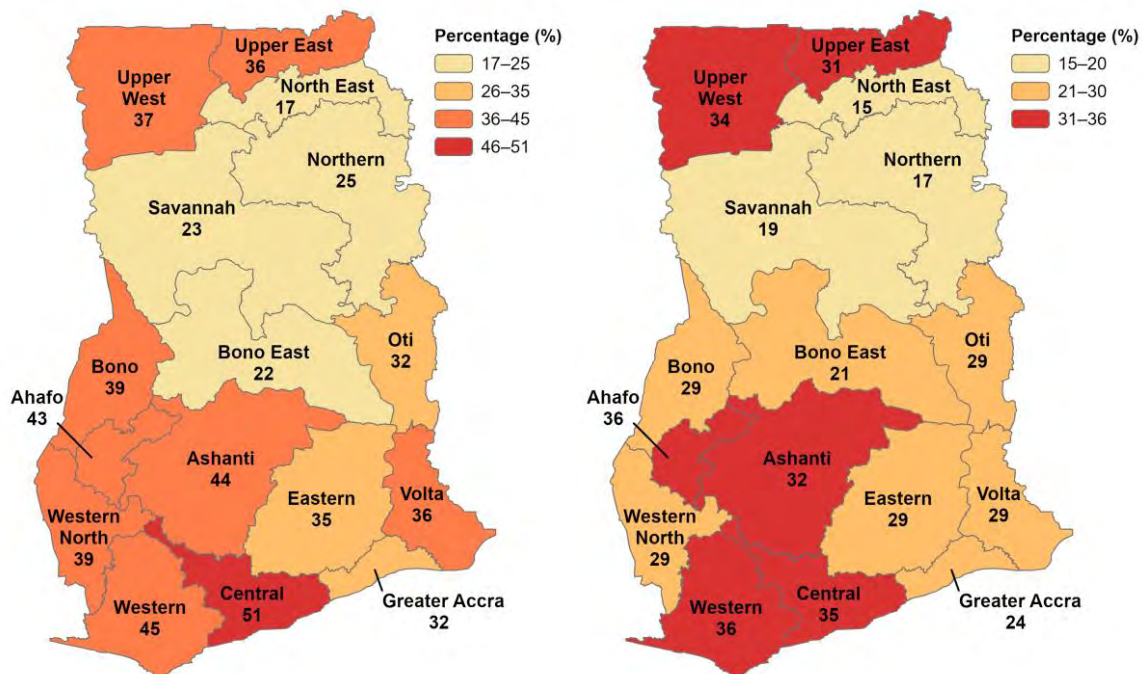 Percentage (%)
17–25
26–35
36–45
46–51
Upper East
36
Upper
West
37
North East
17
Northern
25
Savannah
23
Bono East
22
Oti
32
Bono
39
Ahafo
43
Ashanti
44
Eastern
35
Volta
36
Western
North
39
Central
51
Western
45
Greater Accra
32
Percentage (%)
15–20
21–30
31–36
Upper East
31
Upper
West
34
North East
15
Northern
17
Savannah
19
Bono
29
Bono East
21
Oti
29
Ahafo
36
Ashanti
32
Eastern
29
Volta
29
Western
North
29
Western
36
Central
35
Greater Accra
24